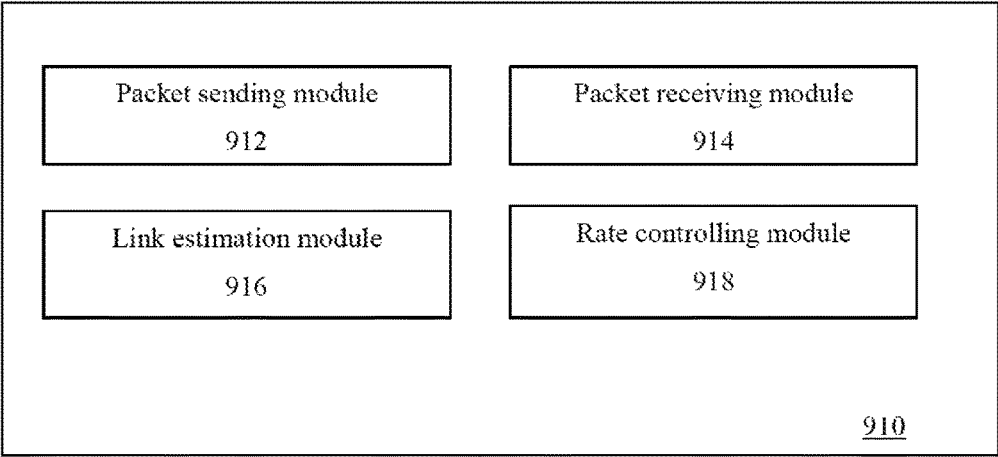 Packet sending module
912
Packet receiving module
914
Link estimation module
916
Rate controlling module
918
910